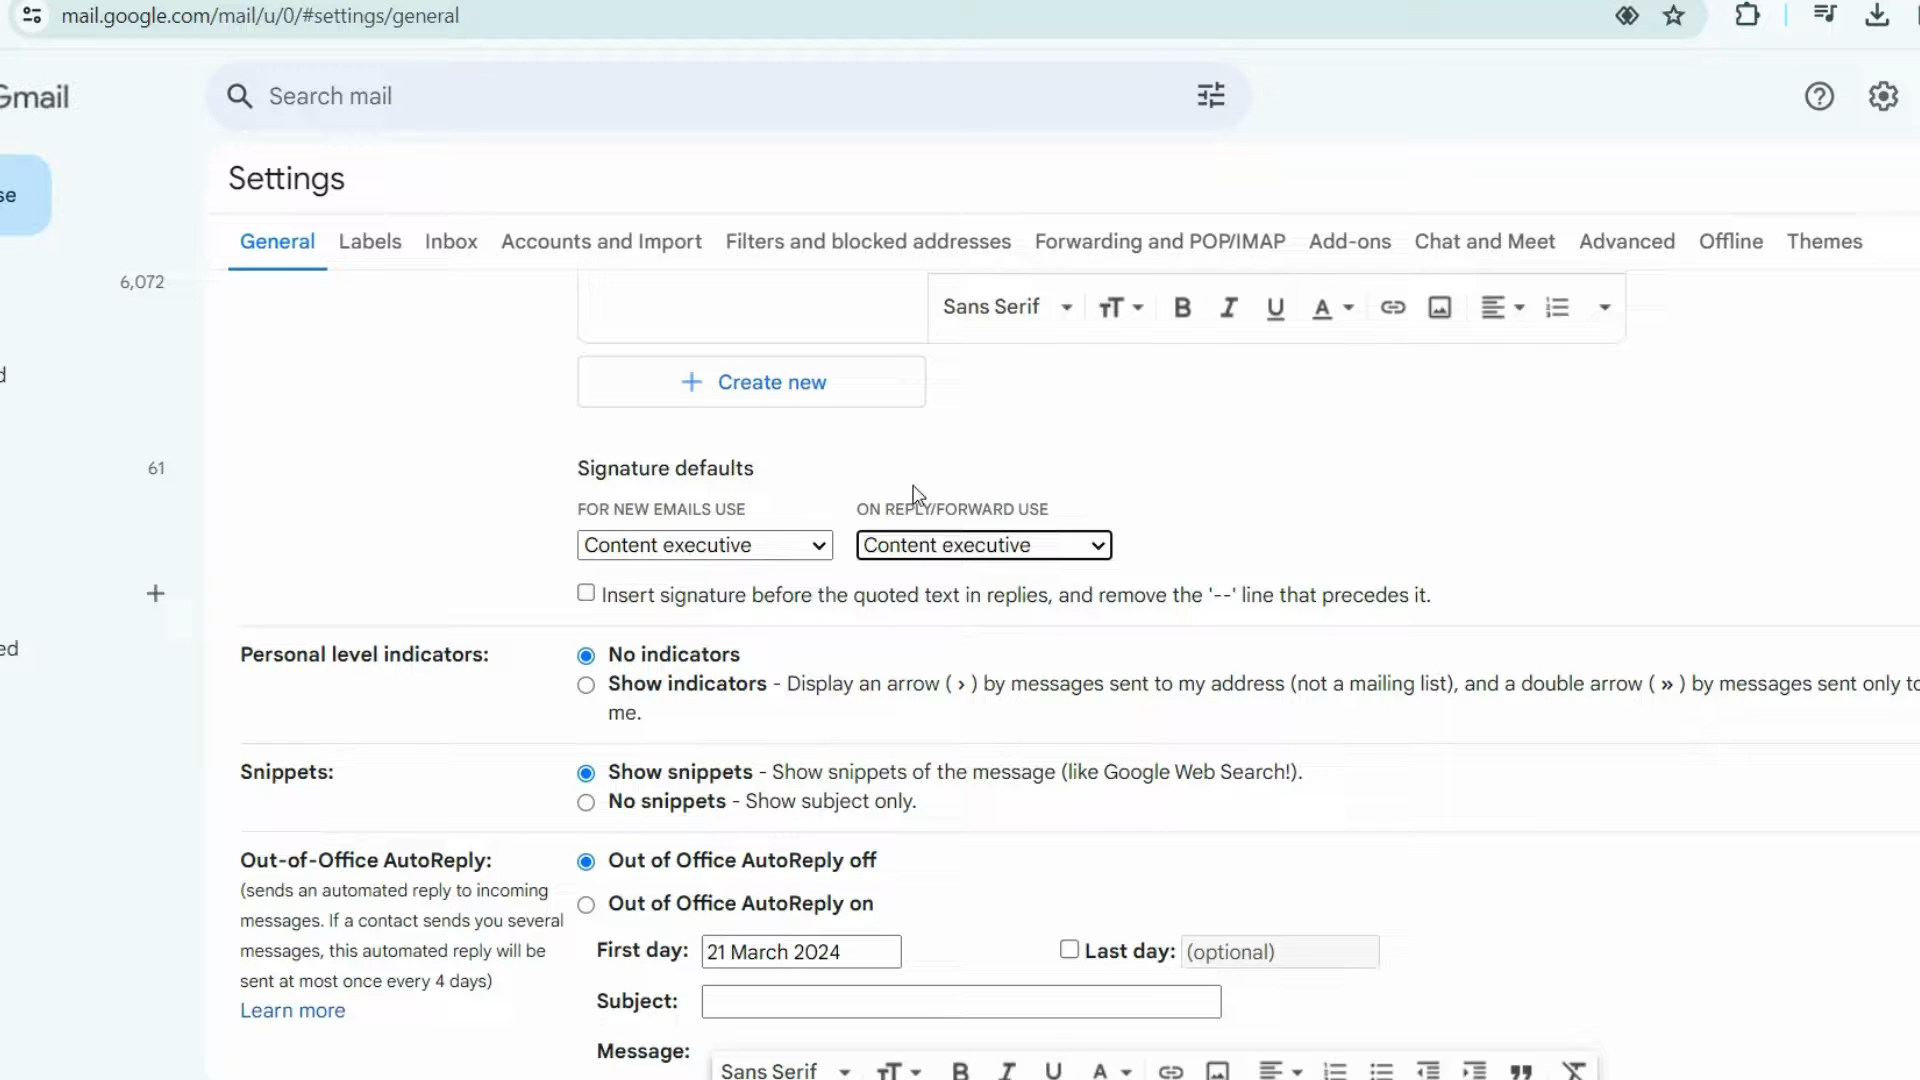 mail.google.com/mail/u/0/#settings/general
Gmail
Search mail
Settings
General Labels Inbox Accounts and Import Filters and blocked addresses Forwarding and POP/IMAP Add-ons Chat and Meet Advanced Offline Themes
6,072
Sans Serif
Create new
Signature defaults
61
FOR NEW EMAILS USE ON REPLY/FORWARD USE
Content executive Content executive
Insert signature before the quoted text in replies, and remove the '--' line that precedes it.
Personal level indicators: No indicators
Show indicators - Display an arrow ( › ) by messages sent to my address (not a mailing list), and a double arrow ( » ) by messages sent only to
me.
Snippets: Show snippets - Show snippets of the message (like Google Web Search!).
No snippets - Show subject only.
Out-of-Office AutoReply: Out of Office AutoReply off
(sends an automated reply to incoming
messages. If a contact sends you several Out of Office AutoReply on
messages, this automated reply will be First day: 21 March 2024 Last day: (optional)
sent at most once every 4 days)
Learn more Subject:
Message: Sans Serif